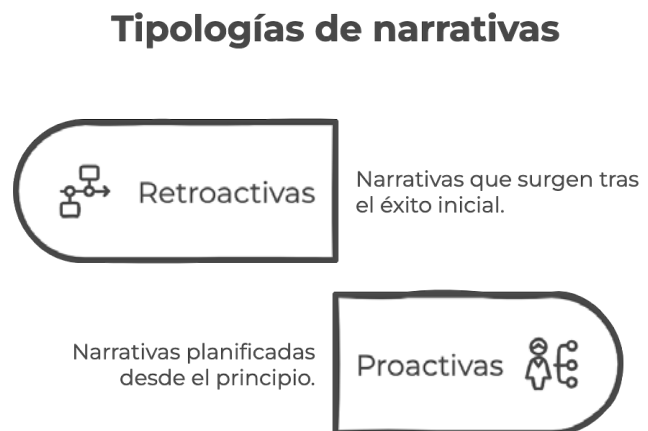 Tipologías de narrativas
Retroactivas
Narrativas que surgen tras
el éxito inicial.
Narrativas planificadas
desde el principio.
Proactivas